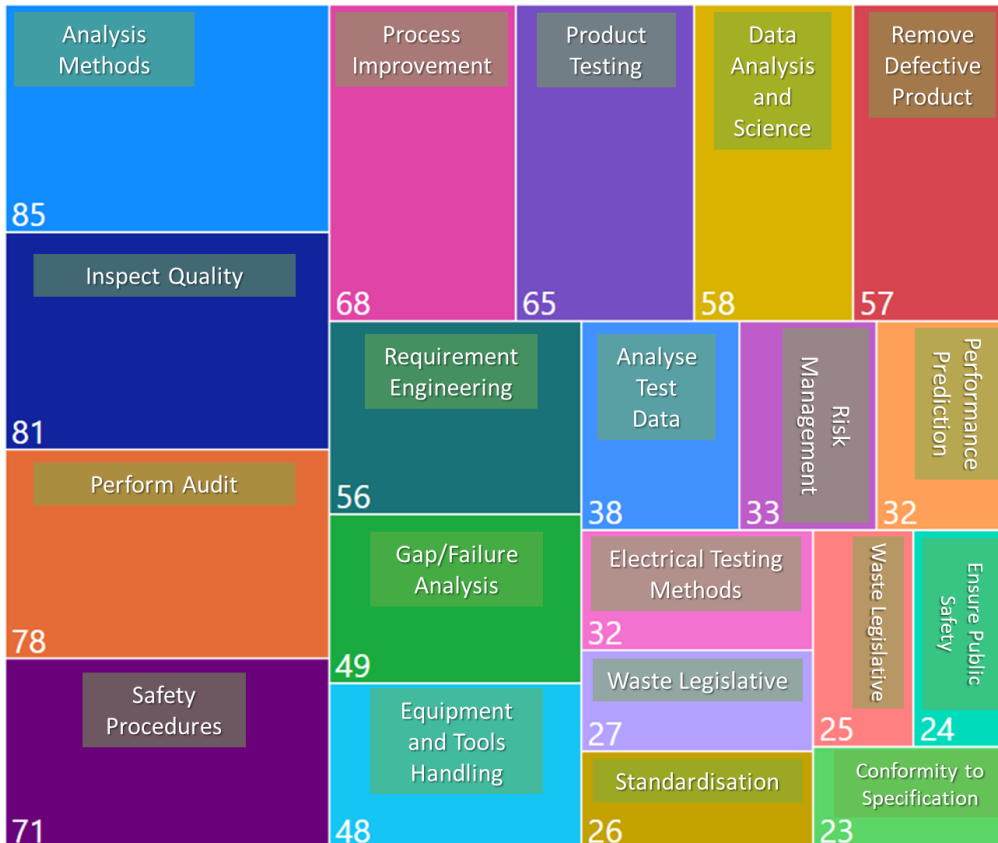 Analysis
Methods
85
Inspect Quality
81
Perform Audit
78
Safety
Procedures
71
Process
Improvement
68
Product
Testing
65
Data
Analysis
and
Science
58
Remove
Defective
Product
57
Requirement
Engineering
56
Gap/Failure
Analysis
49
Equipment
and Tools
Handling
48
Analyse
Test
Data
38
Risk
Management
33
Performance
Prediction
32
Electrical Testing
Methods
32
Waste Legislative
27
Standardisation
26
Waste Legislative
25
Ensure Public
Safety
24
Conformity to
Specification
23